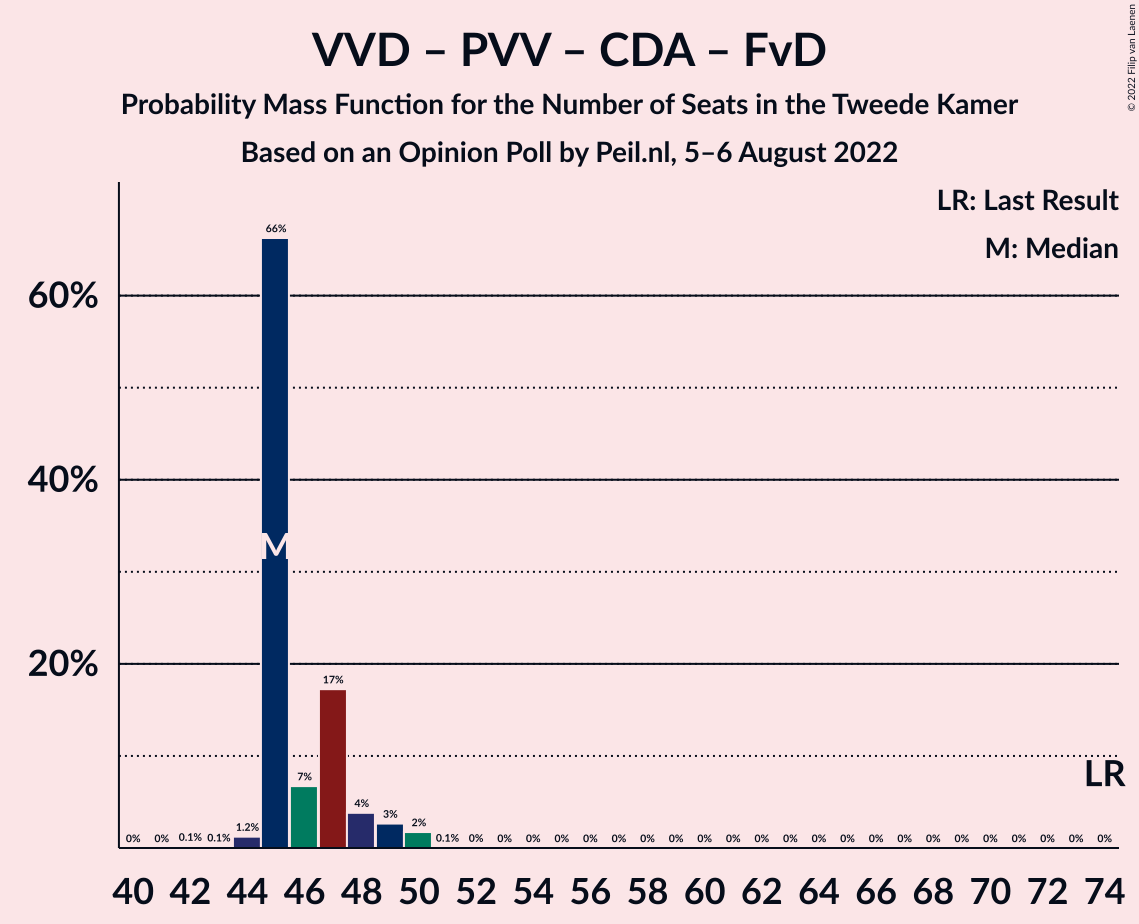 VVD – PVV – CDA – FvD
Probability Mass Function for the Number of Seats in the Tweede Kamer
Based on an Opinion Poll by Peil.nl, 5–6 August 2022
© 2022 Filip van Laenen
LR: Last Result
M: Median
60%
40%
20%
66%
M
17%
LR
7%
4%
3%
2%
1.2%
0% 0% 0.1% 0.1% 0.1% 0% 0% 0% 0% 0% 0% 0% 0% 0% 0% 0% 0% 0% 0% 0% 0% 0% 0% 0% 0% 0% 0% 0%
40 42 44 46 48 50 52 54 56 58 60 62 64 66 68 70 72 74